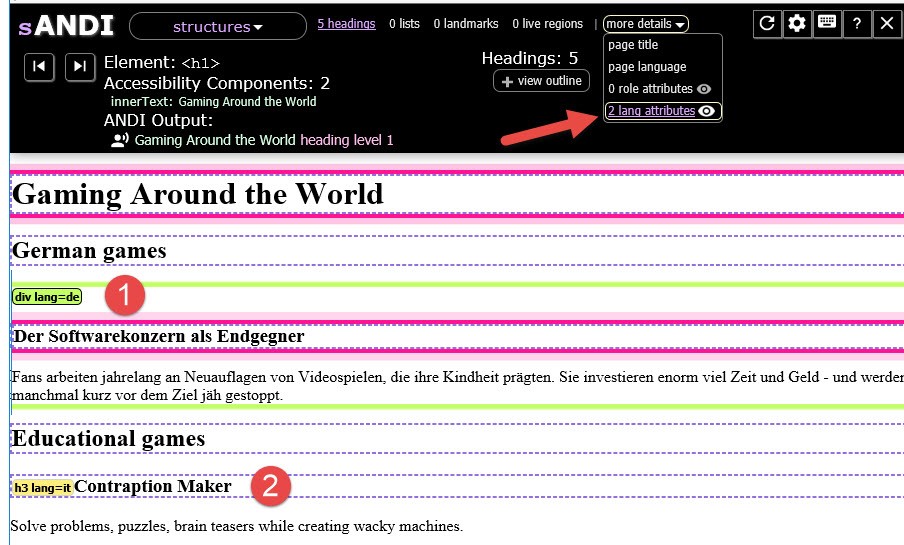 sANDI
structures
5 headings 0 lists 0 landmarks 0 live regions | more details
page title
page language
0 role attributes
2 lang attributes
?
Element: <h1>
Accessibility Components: 2
innerText: Gaming Around the World
ANDI Output:
Gaming Around the World heading level 1
Headings: 5
+ view outline
Gaming Around the World
German games
div lang=de
1
Der Softwarekonzern als Endgegner
Fans arbeiten jahrelang an Neuauflagen von Videospielen, die ihre Kindheit prägten. Sie investieren enorm viel Zeit und Geld - und werden
manchmal kurz vor dem Ziel jäh gestoppt.
Educational games
h3 lang=it Contraption Maker
2
Solve problems, puzzles, brain teasers while creating wacky machines.